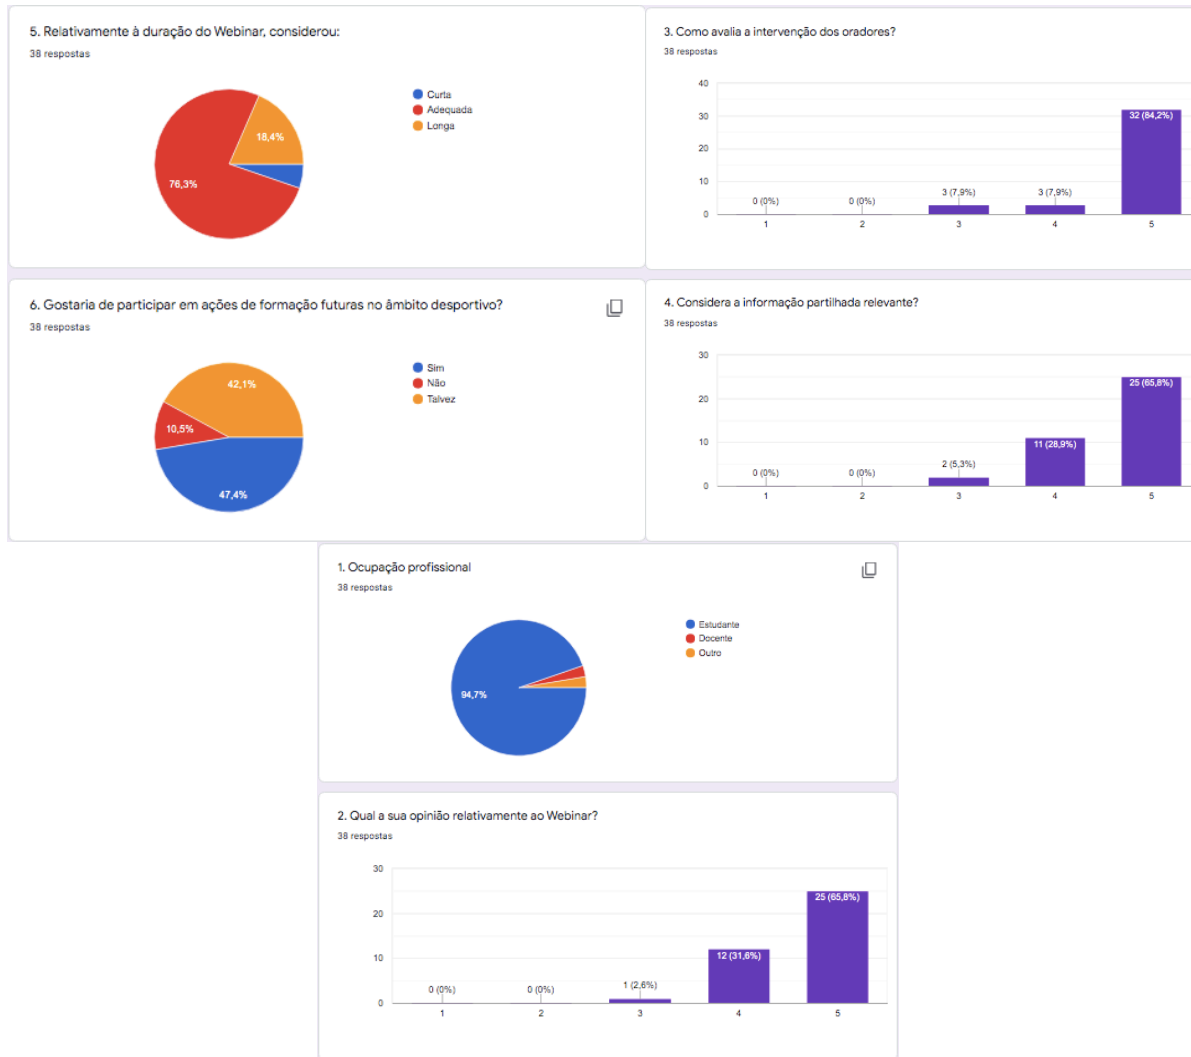 5. Relativamente à duração do Webinar, considerou:
38 respostas
Curta
Adequada
Longa
18,4%
76,3%
3. Como avalia a intervenção dos oradores?
38 respostas
40
30
20
10
0
0 (0%)
0 (0%)
3 (7,9%)
3 (7,9%)
32 (84,2%)
1
2
3
4
5
6. Gostaria de participar em ações de formação futuras no âmbito desportivo?
38 respostas
Sim
Não
Talvez
42,1%
10,5%
47,4%
4. Considera a informação partilhada relevante?
38 respostas
30
20
10
0
0 (0%)
0 (0%)
2 (5,3%)
11 (28,9%)
25 (65,8%)
1
2
3
4
5
1. Ocupação profissional
38 respostas
Estudante
Docente
Outro
94,7%
2. Qual a sua opinião relativamente ao Webinar?
38 respostas
30
20
10
0
0 (0%)
0 (0%)
1 (2,6%)
12 (31,6%)
25 (65,8%)
1
2
3
4
5